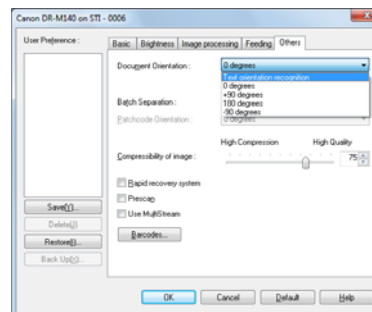 Canon DR-M140 on STI - 0006
User Preference :
Basic Brightness Image processing Feeding Others
Document Orientation : 0 degrees
Text orientation recognition
0 degrees
+90 degrees
180 degrees
-90 degrees
Batch Separation :
Patchcode Orientation : 0 degrees
High Compression High Quality
Compressibility of image : 75
Rapid recovery system
Prescan
Use MultiStream
Barcodes...
Save(Y)...
Delete(J)
Restore(L)...
Back Up(X)...
OK Cancel Default Help